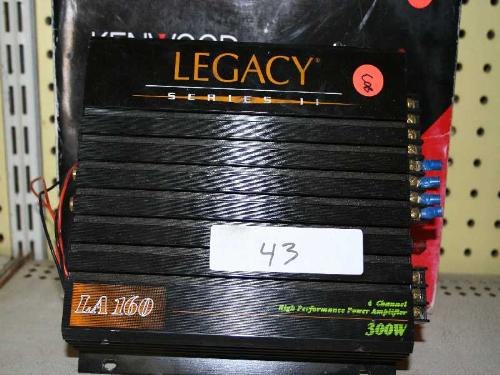 KENWOOD
LEGACY®
SERIES II
43
LA 160
4 Channel
High Performance Power Amplifier
300W